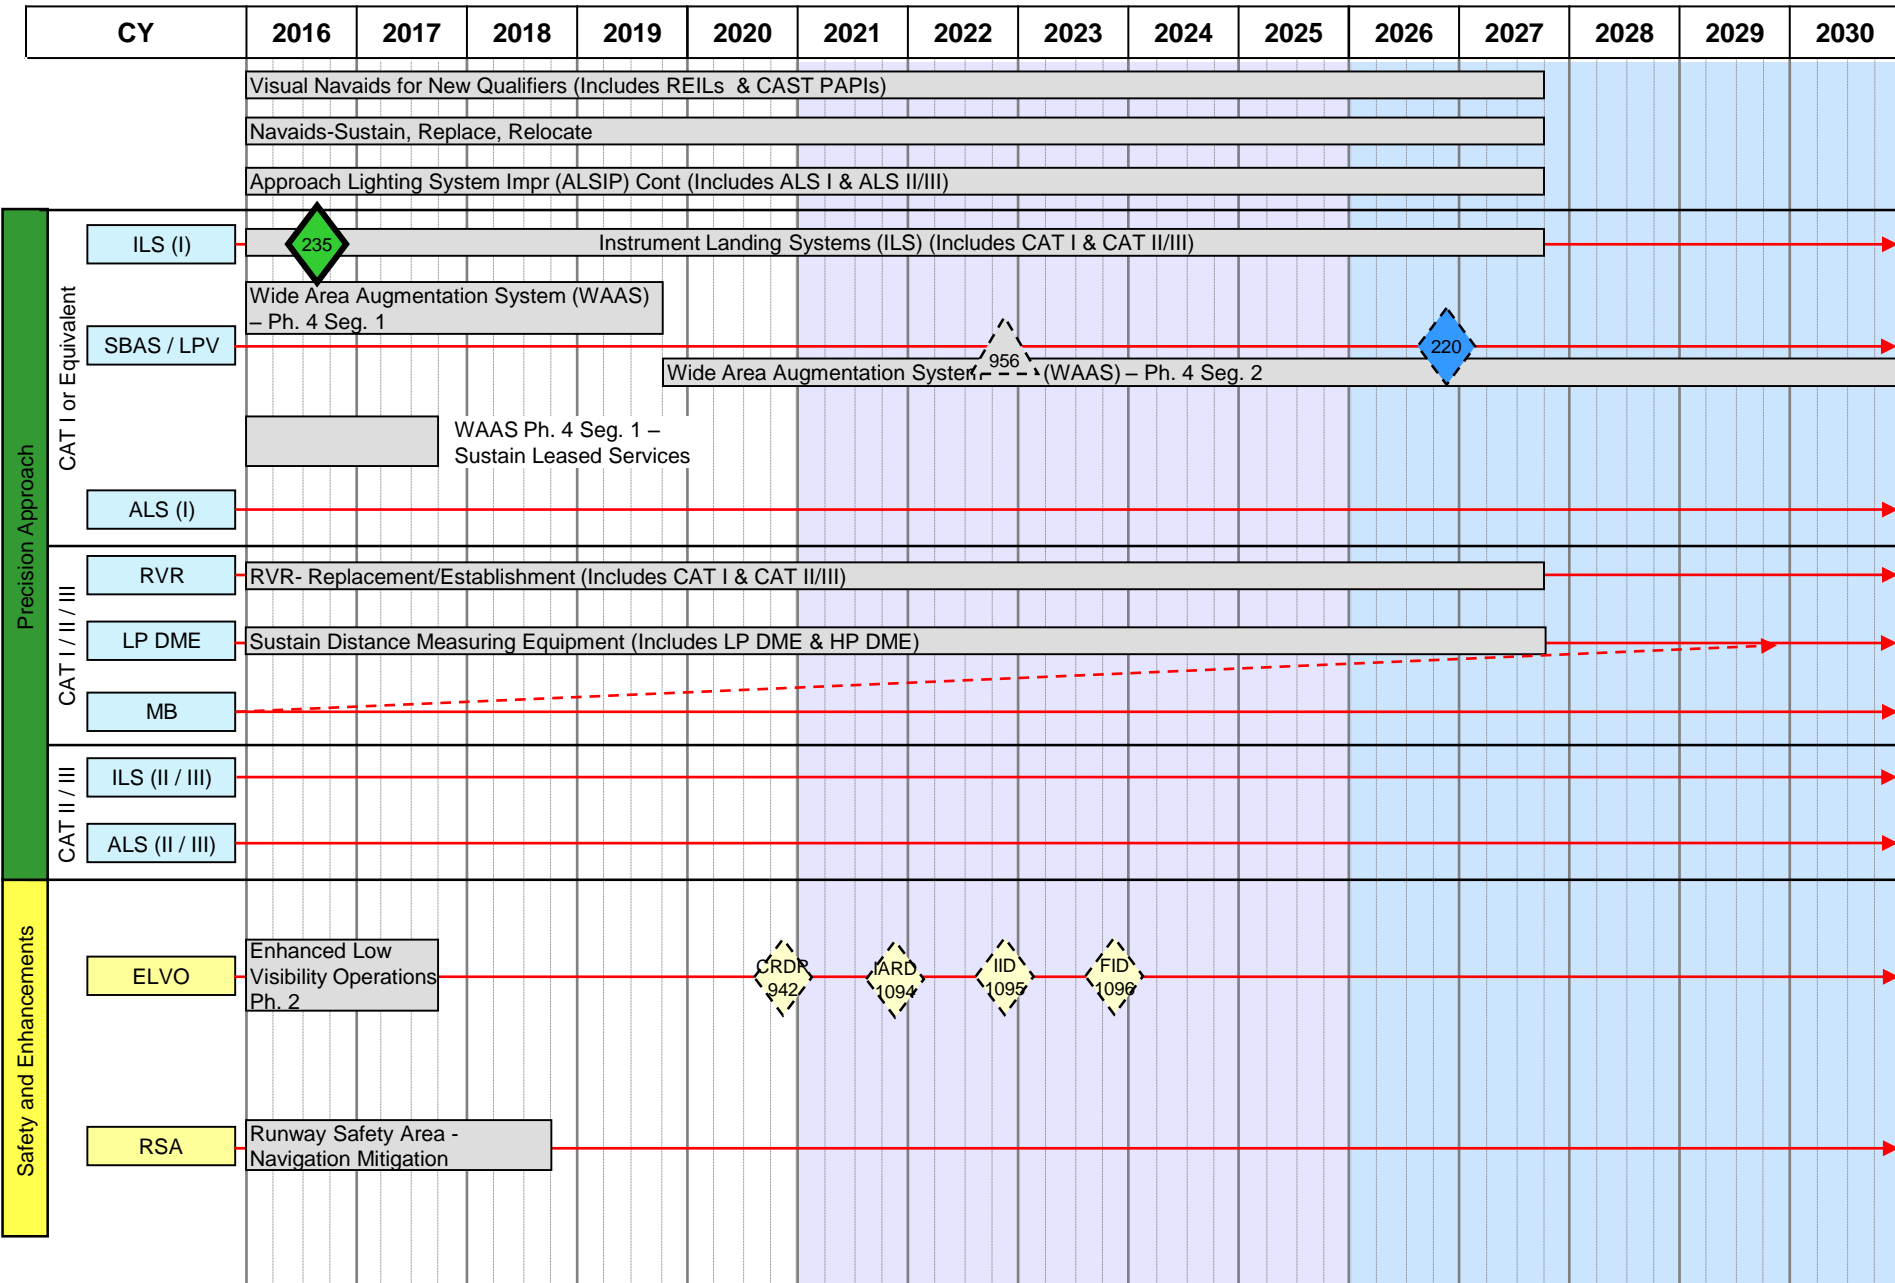 CY 2016 2017 2018 2019 2020 2021 2022 2023 2024 2025 2026 2027 2028 2029 2030
Visual Navaids for New Qualifiers (Includes REILs & CAST PAPIs)
Navaids-Sustain, Replace, Relocate
Approach Lighting System Impr (ALSIP) Cont (Includes ALS I & ALS II/III)
Precision Approach
CAT I or Equivalent
ILS (I)
235
Instrument Landing Systems (ILS) (Includes CAT I & CAT II/III)
Wide Area Augmentation System (WAAS)
– Ph. 4 Seg. 1
SBAS / LPV
956
220
Wide Area Augmentation System (WAAS) – Ph. 4 Seg. 2
WAAS Ph. 4 Seg. 1 –
Sustain Leased Services
ALS (I)
CAT I / II / III
RVR
RVR- Replacement/Establishment (Includes CAT I & CAT II/III)
LP DME
Sustain Distance Measuring Equipment (Includes LP DME & HP DME)
MB
CAT II / III
ILS (II / III)
ALS (II / III)
Safety and Enhancements
ELVO
Enhanced Low
Visibility Operations
Ph. 2
CRDP
942
IARD
1094
IID
1095
FID
1096
RSA
Runway Safety Area -
Navigation Mitigation